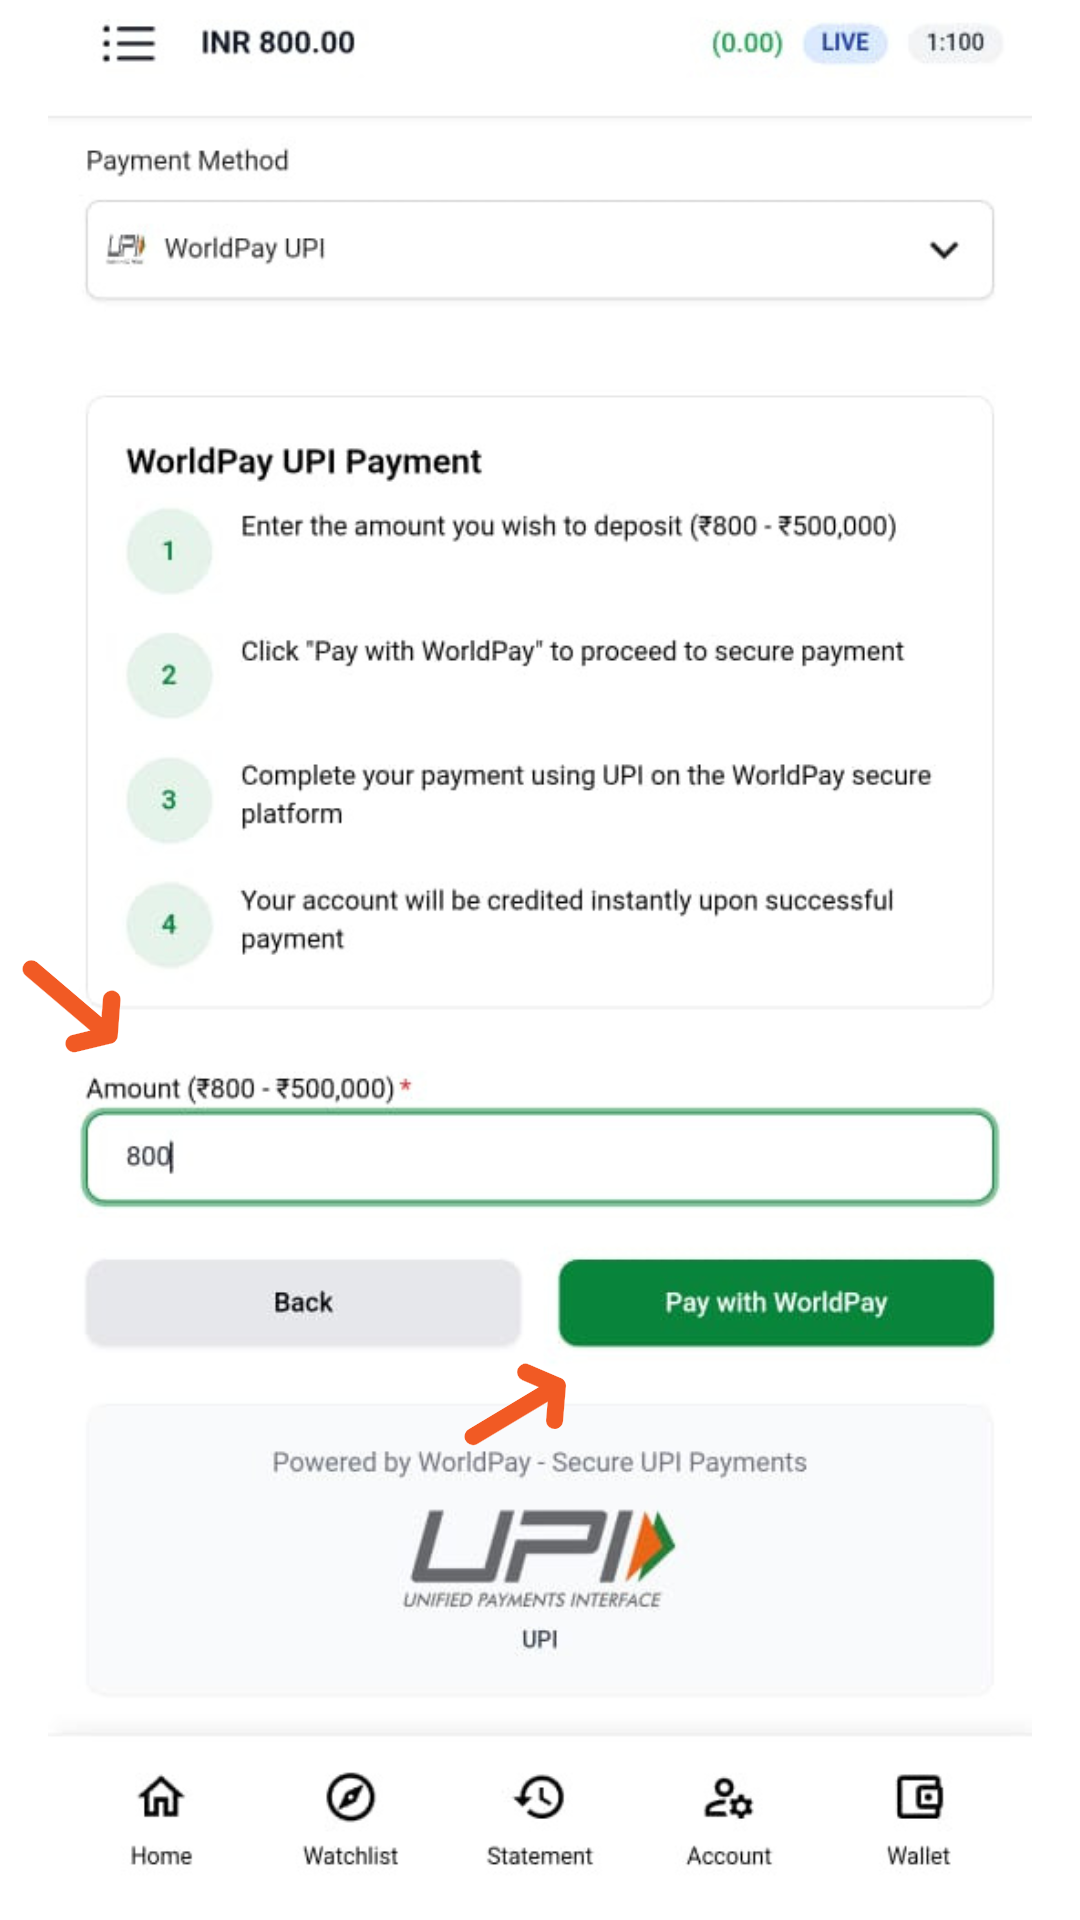 INR 800.00 (0.00) LIVE 1:100
Payment Method
WorldPay UPI
WorldPay UPI Payment
1 Enter the amount you wish to deposit (₹800 - ₹500,000)
2 Click "Pay with WorldPay" to proceed to secure payment
3 Complete your payment using UPI on the WorldPay secure
platform
4 Your account will be credited instantly upon successful
payment
Amount (₹800 - ₹500,000) *
800
Back Pay with WorldPay
Powered by WorldPay - Secure UPI Payments
UPI
UNIFIED PAYMENTS INTERFACE
UPI
Home Watchlist Statement Account Wallet